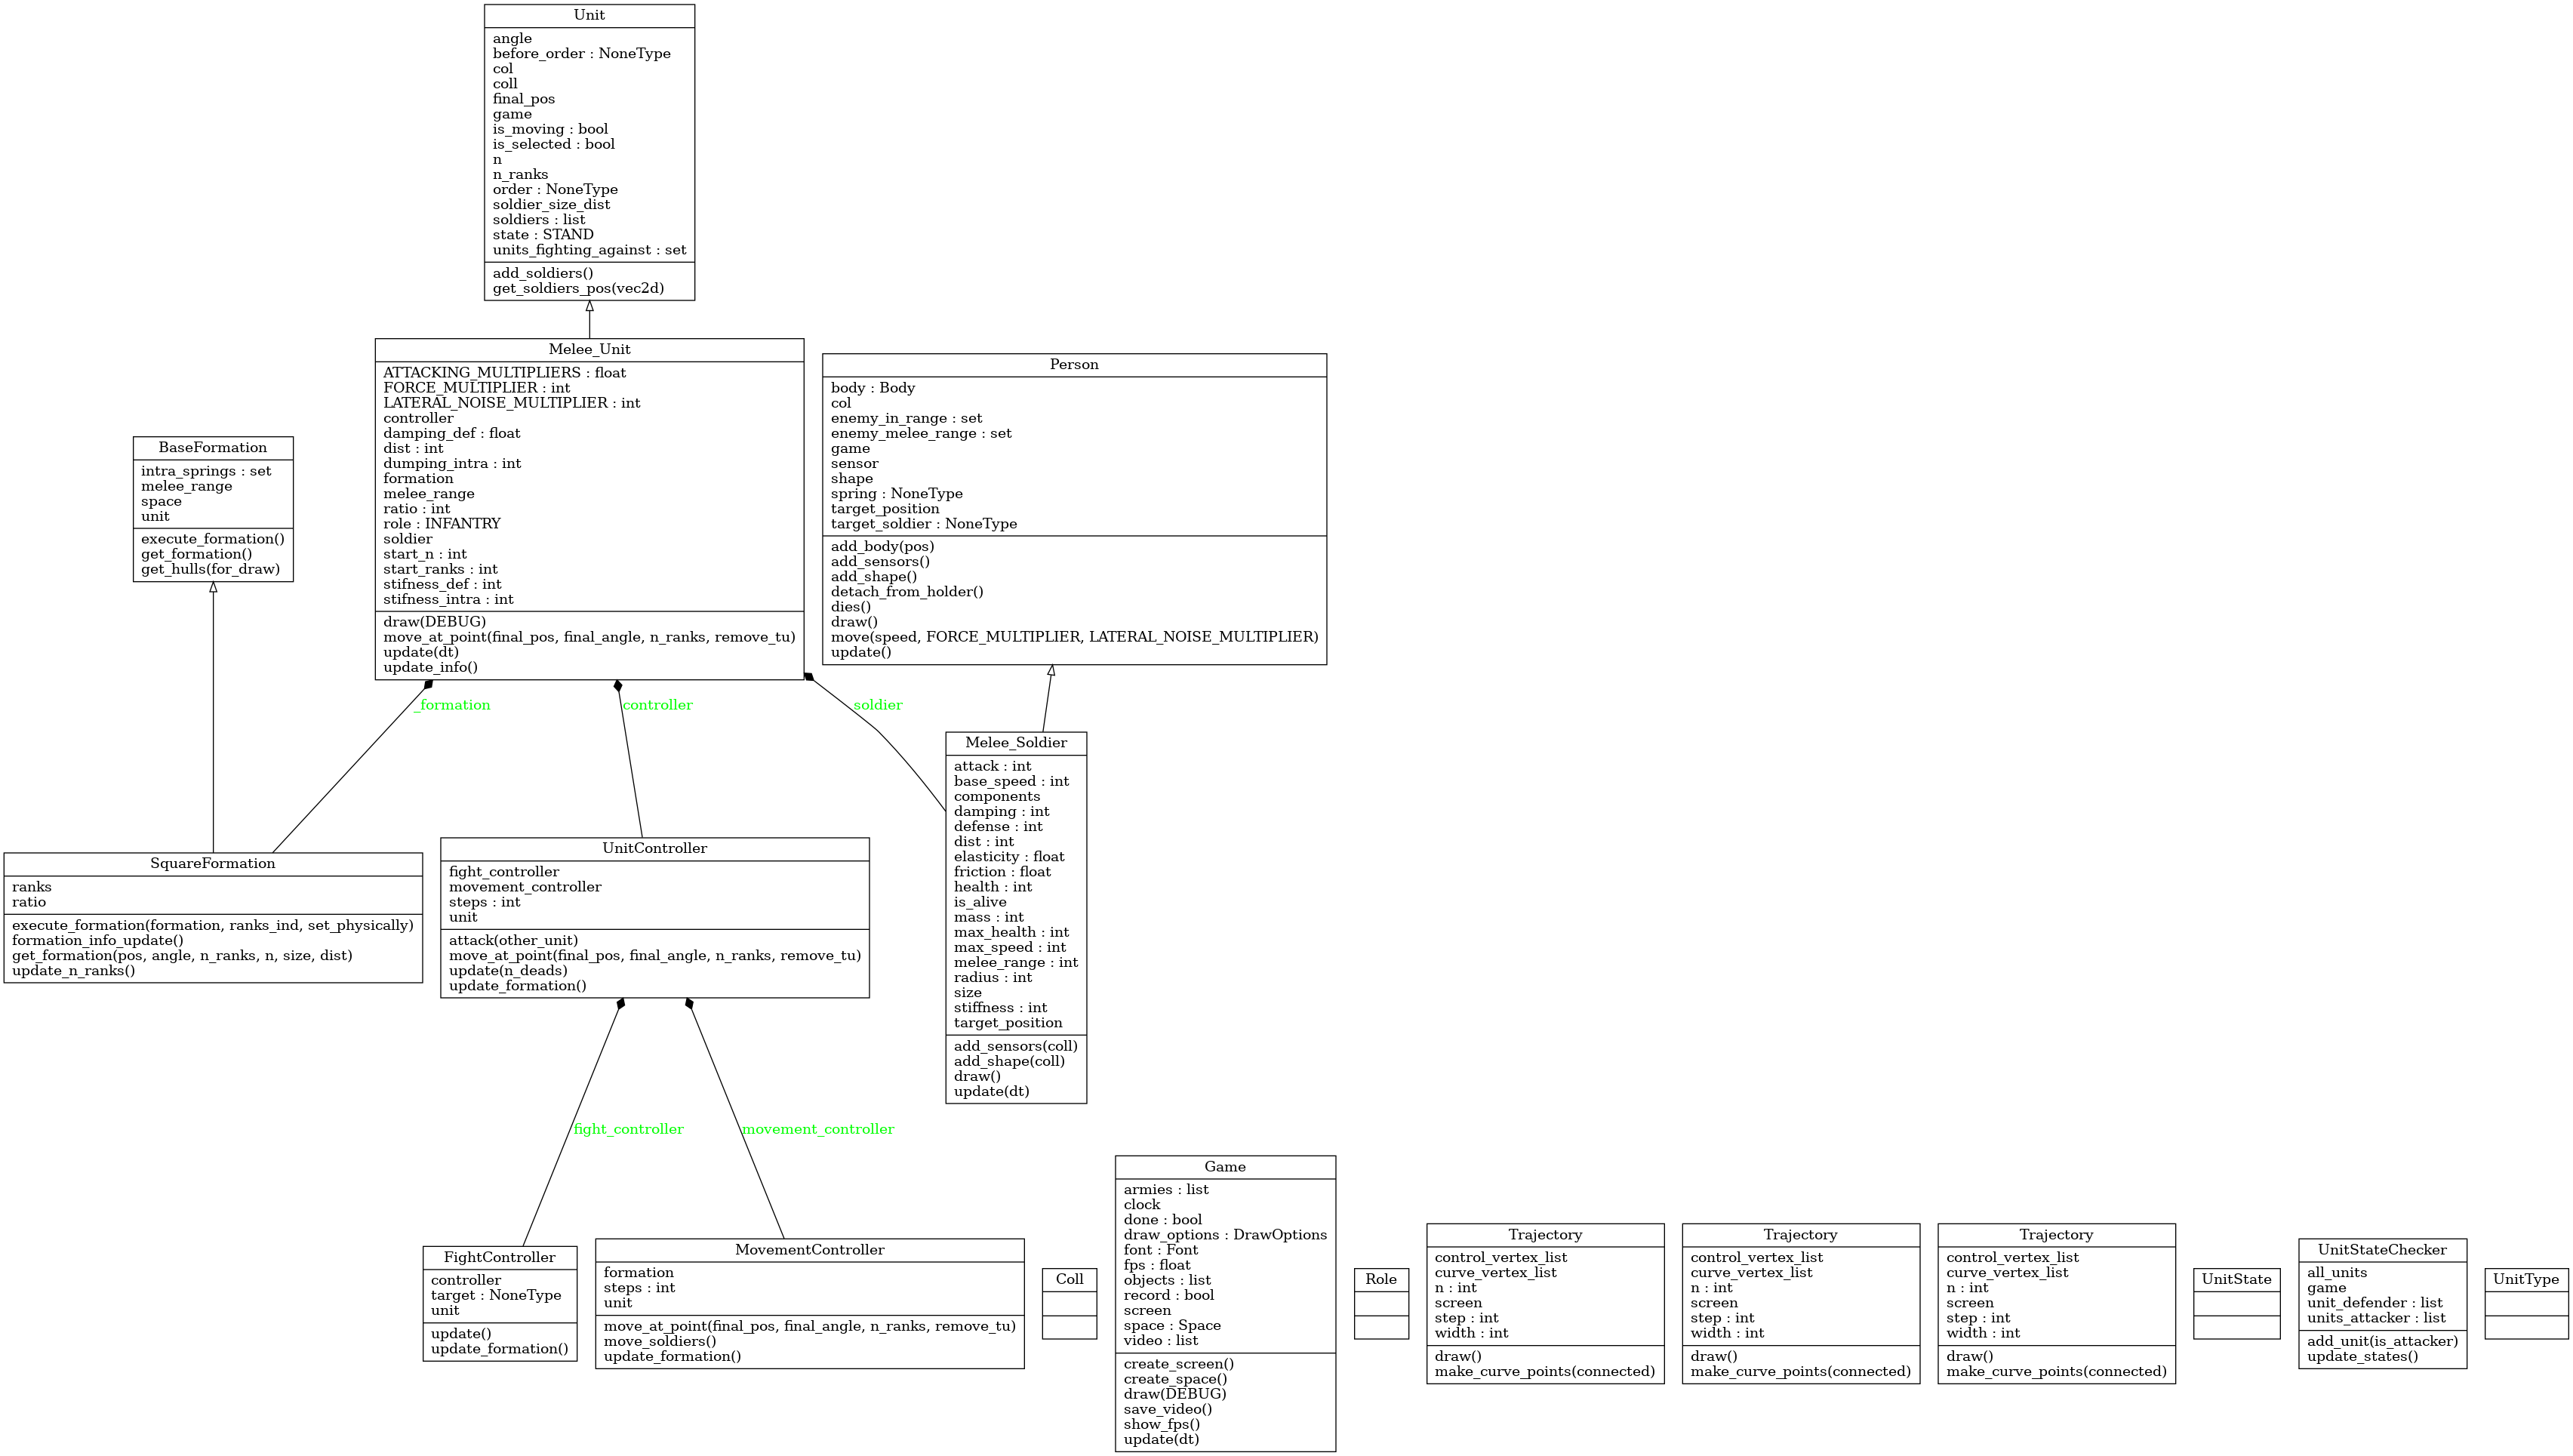 Unit
angle
before_order : NoneType
col
coll
final_pos
game
is_moving : bool
is_selected : bool
n
n_ranks
order : NoneType
soldier_size_dist
soldiers : list
state : STAND
units_fighting_against : set
add_soldiers()
get_soldiers_pos(vec2d)
Melee_Unit
ATTACKING_MULTIPLIERS : float
FORCE_MULTIPLIER : int
LATERAL_NOISE_MULTIPLIER : int
controller
damping_def : float
dist : int
dumping_intra : int
formation
melee_range
ratio : int
role : INFANTRY
soldier
start_n : int
start_ranks : int
stifness_def : int
stifness_intra : int
draw(DEBUG)
move_at_point(final_pos, final_angle, n_ranks, remove_tu)
update(dt)
update_info()
Person
body : Body
col
enemy_in_range : set
enemy_melee_range : set
game
sensor
shape
spring : NoneType
target_position
target_soldier : NoneType
add_body(pos)
add_sensors()
add_shape()
detach_from_holder()
dies()
draw()
move(speed, FORCE_MULTIPLIER, LATERAL_NOISE_MULTIPLIER)
update()
BaseFormation
intra_springs : set
melee_range
space
unit
execute_formation()
get_formation()
get_hulls(for_draw)
_formation
controller
soldier
SquareFormation
ranks
ratio
execute_formation(formation, ranks_ind, set_physically)
formation_info_update()
get_formation(pos, angle, n_ranks, n, size, dist)
update_n_ranks()
UnitController
fight_controller
movement_controller
steps : int
unit
attack(other_unit)
move_at_point(final_pos, final_angle, n_ranks, remove_tu)
update(n_deads)
update_formation()
Melee_Soldier
attack : int
base_speed : int
components
damping : int
defense : int
dist : int
elasticity : float
friction : float
health : int
is_alive
mass : int
max_health : int
max_speed : int
melee_range : int
radius : int
size
stiffness : int
target_position
add_sensors(coll)
add_shape(coll)
draw()
update(dt)
fight_controller
movement_controller
FightController
controller
target : NoneType
unit
update()
update_formation()
MovementController
formation
steps : int
unit
move_at_point(final_pos, final_angle, n_ranks, remove_tu)
move_soldiers()
update_formation()
Coll
Game
armies : list
clock
done : bool
draw_options : DrawOptions
font : Font
fps : float
objects : list
record : bool
screen
space : Space
video : list
create_screen()
create_space()
draw(DEBUG)
save_video()
show_fps()
update(dt)
Role
Trajectory
control_vertex_list
curve_vertex_list
n : int
screen
step : int
width : int
draw()
make_curve_points(connected)
Trajectory
control_vertex_list
curve_vertex_list
n : int
screen
step : int
width : int
draw()
make_curve_points(connected)
Trajectory
control_vertex_list
curve_vertex_list
n : int
screen
step : int
width : int
draw()
make_curve_points(connected)
UnitState
UnitStateChecker
all_units
game
unit_defender : list
units_attacker : list
add_unit(is_attacker)
update_states()
UnitType